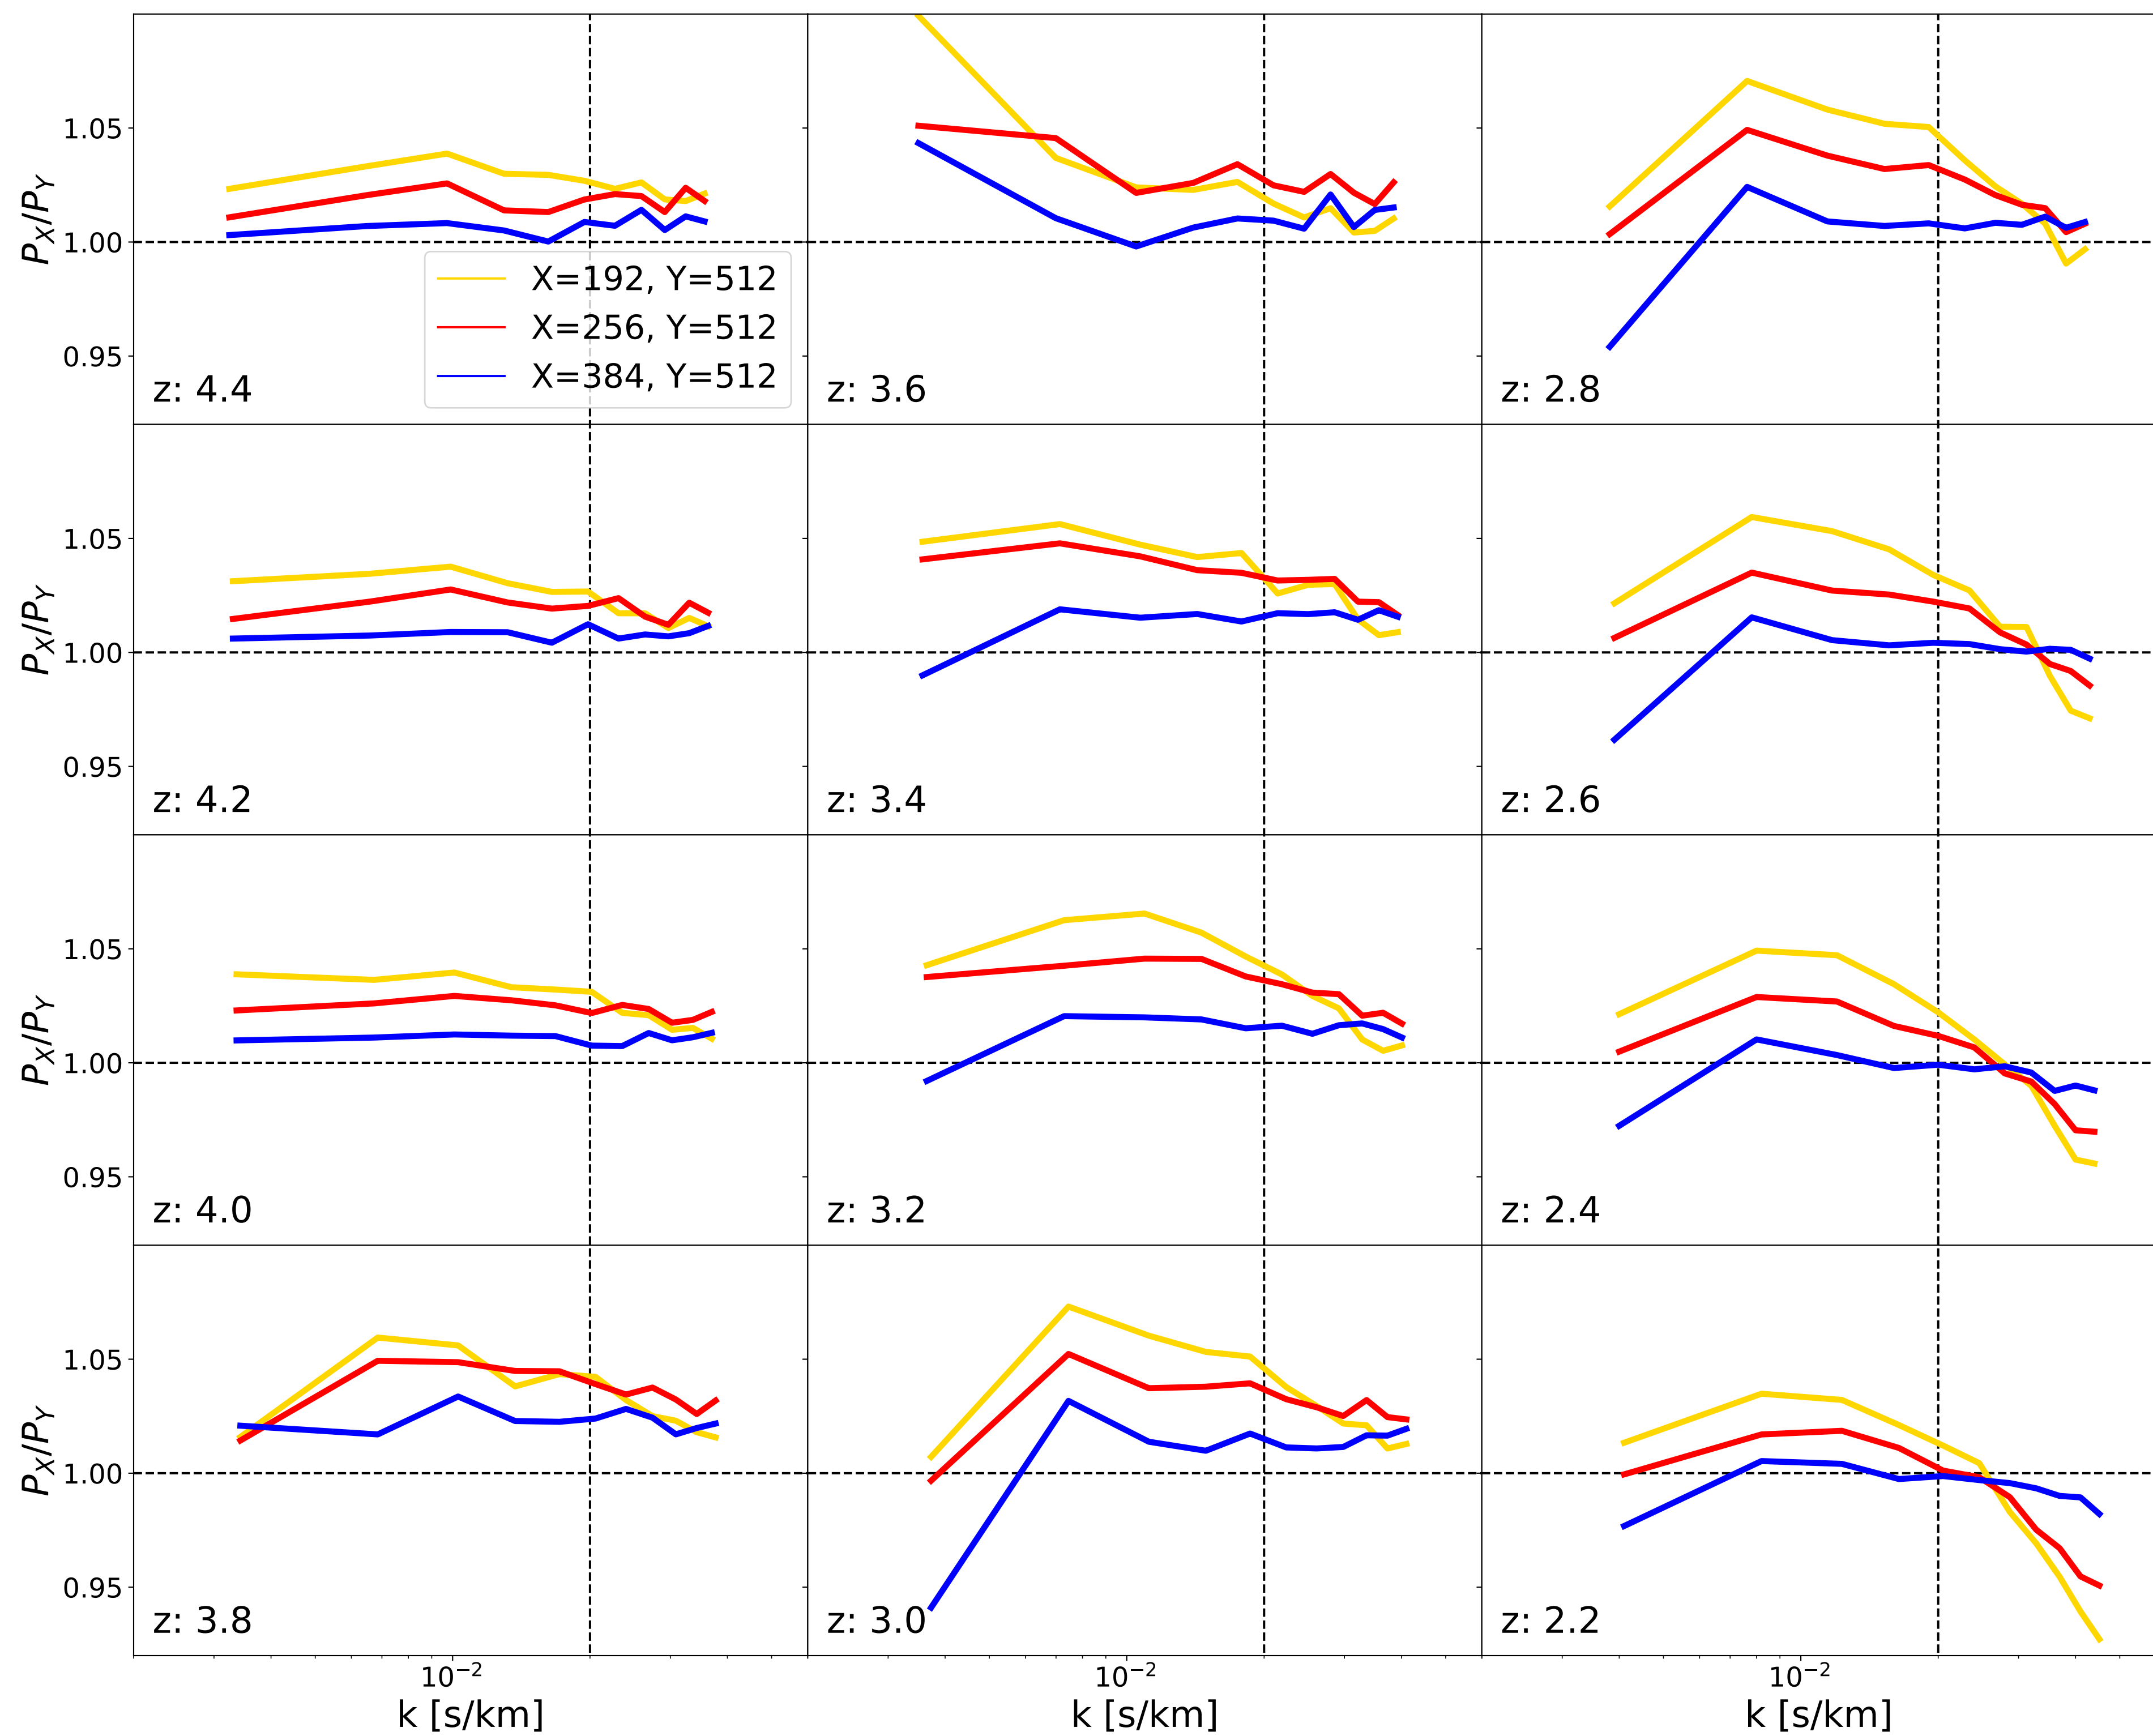 1.05
P_X/P_Y
1.00
0.95
X=192, Y=512
X=256, Y=512
X=384, Y=512
z: 4.4
z: 3.6
z: 2.8
1.05
P_X/P_Y
1.00
0.95
z: 4.2
z: 3.4
z: 2.6
1.05
P_X/P_Y
1.00
0.95
z: 4.0
z: 3.2
z: 2.4
1.05
P_X/P_Y
1.00
0.95
z: 3.8
z: 3.0
z: 2.2
10⁻²
10⁻²
10⁻²
k [s/km]
k [s/km]
k [s/km]